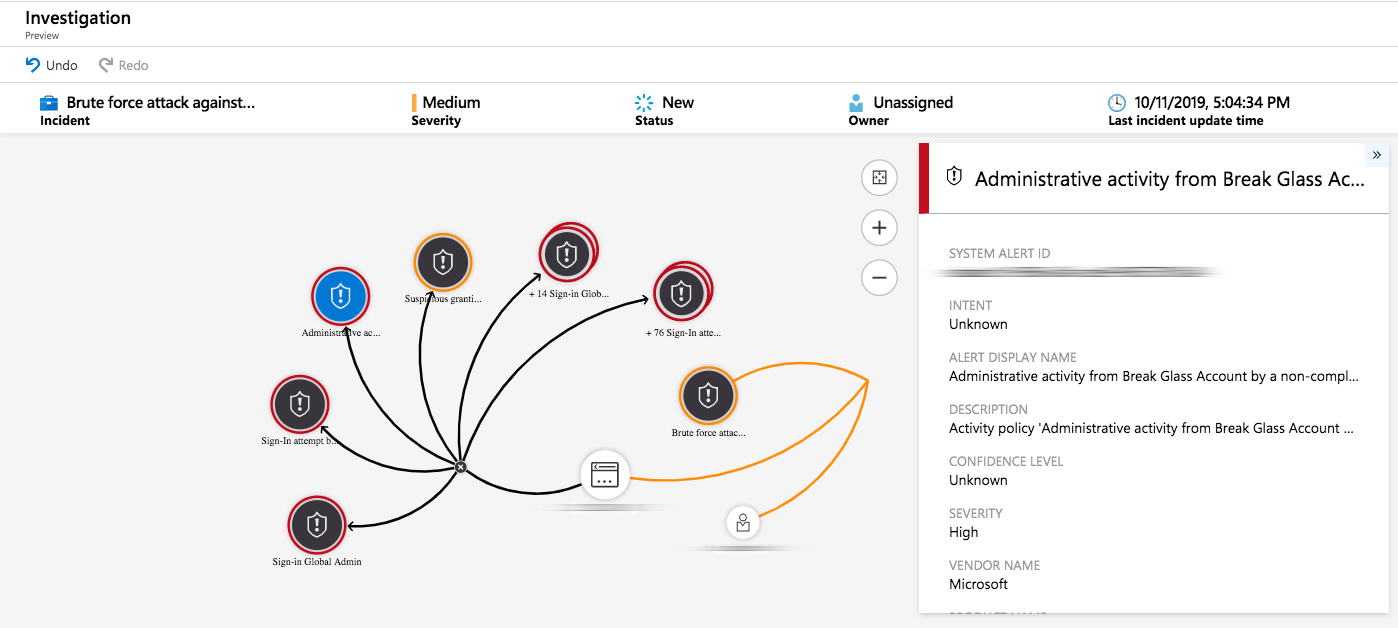 Investigation
Preview
Undo Redo
Brute force attack against... Medium New Unassigned 10/11/2019, 5:04:34 PM
Incident Severity Status Owner Last incident update time
Administrative activity from Break Glass Ac...
Suspicious granti...
+ 14 Sign-in Glob...
Administrative ac...
+ 76 Sign-In atte...
Brute force attac...
Sign-In attempt b...
Sign-in Global Admin
SYSTEM ALERT ID
INTENT
Unknown
ALERT DISPLAY NAME
Administrative activity from Break Glass Account by a non-compl...
DESCRIPTION
Activity policy 'Administrative activity from Break Glass Account ...
CONFIDENCE LEVEL
Unknown
SEVERITY
High
VENDOR NAME
Microsoft